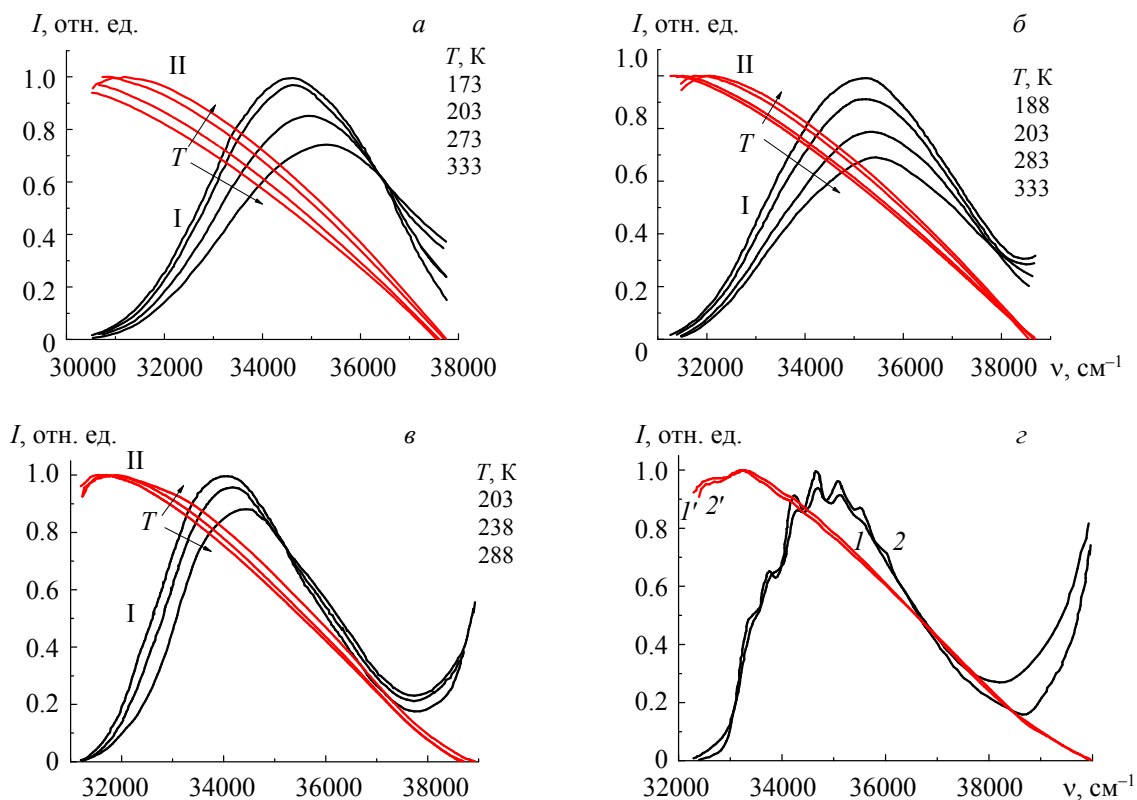 I, отн. ед.
а
II
T, К
173
203
273
333
1.0
0.8
0.6
0.4
0.2
0
T
I
30000 32000 34000 36000 38000
I, отн. ед.
б
II
T, К
188
203
283
333
1.0
0.8
0.6
0.4
0.2
0
T
I
32000 34000 36000 38000 ν, см⁻¹
I, отн. ед.
в
II
T, К
203
238
288
1.0
0.8
0.6
0.4
0.2
0
T
I
32000 34000 36000 38000
I, отн. ед.
г
1.0
0.8
0.6
0.4
0.2
0
1′ 2′
1 2
32000 34000 36000 38000 ν, см⁻¹